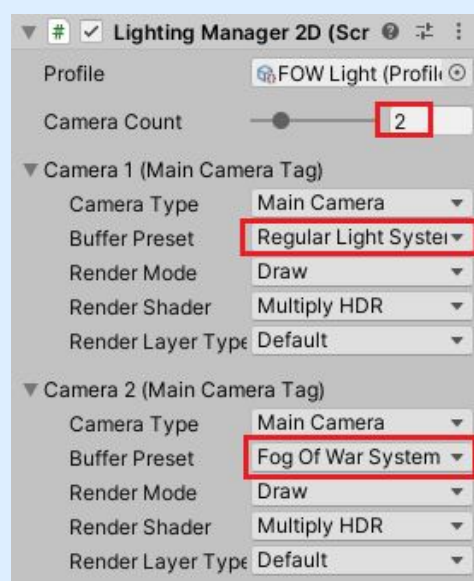 # Lighting Manager 2D (Scr
Profile FOW Light (Profil
Camera Count 2
Camera 1 (Main Camera Tag)
Camera Type Main Camera
Buffer Preset Regular Light System
Render Mode Draw
Render Shader Multiply HDR
Render Layer Type Default
Camera 2 (Main Camera Tag)
Camera Type Main Camera
Buffer Preset Fog Of War System
Render Mode Draw
Render Shader Multiply HDR
Render Layer Type Default